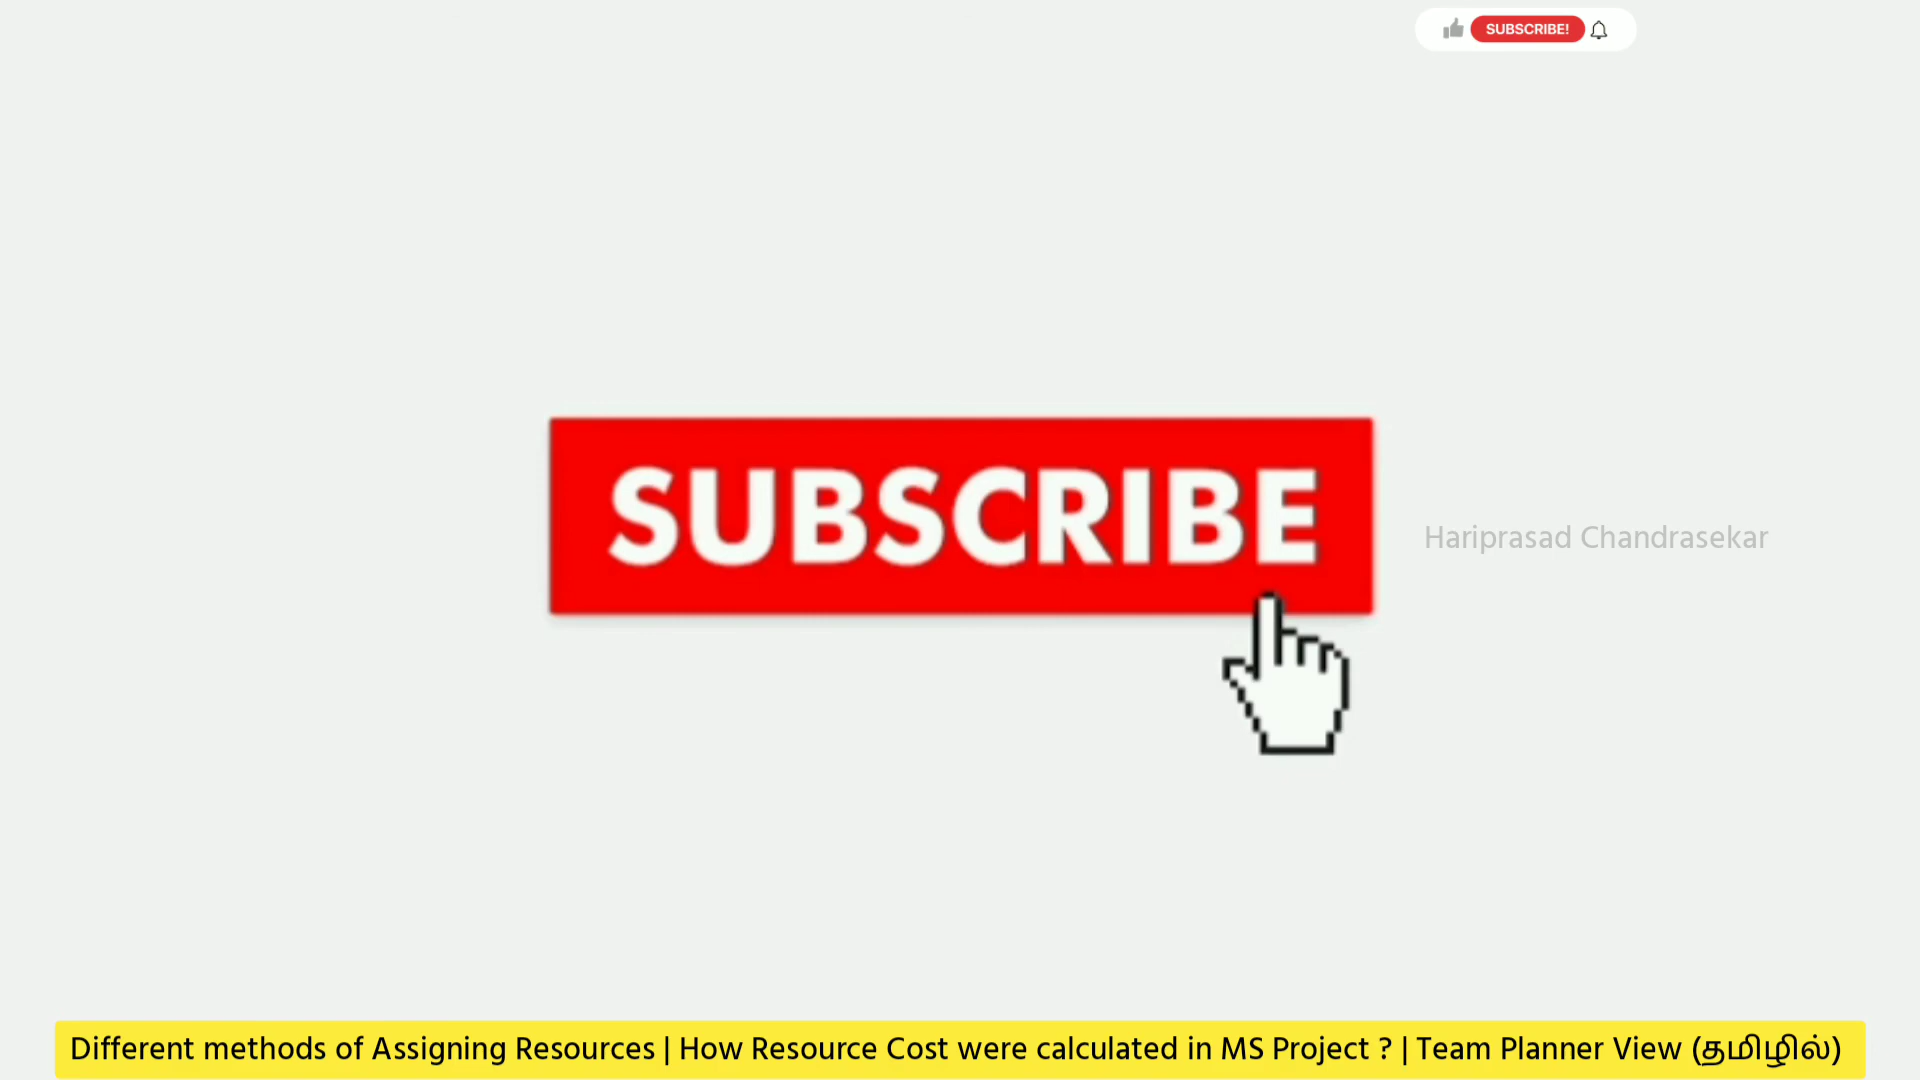 SUBSCRIBE!
SUBSCRIBE
Hariprasad Chandrasekar
Different methods of Assigning Resources | How Resource Cost were calculated in MS Project ? | Team Planner View (தமிழில்)